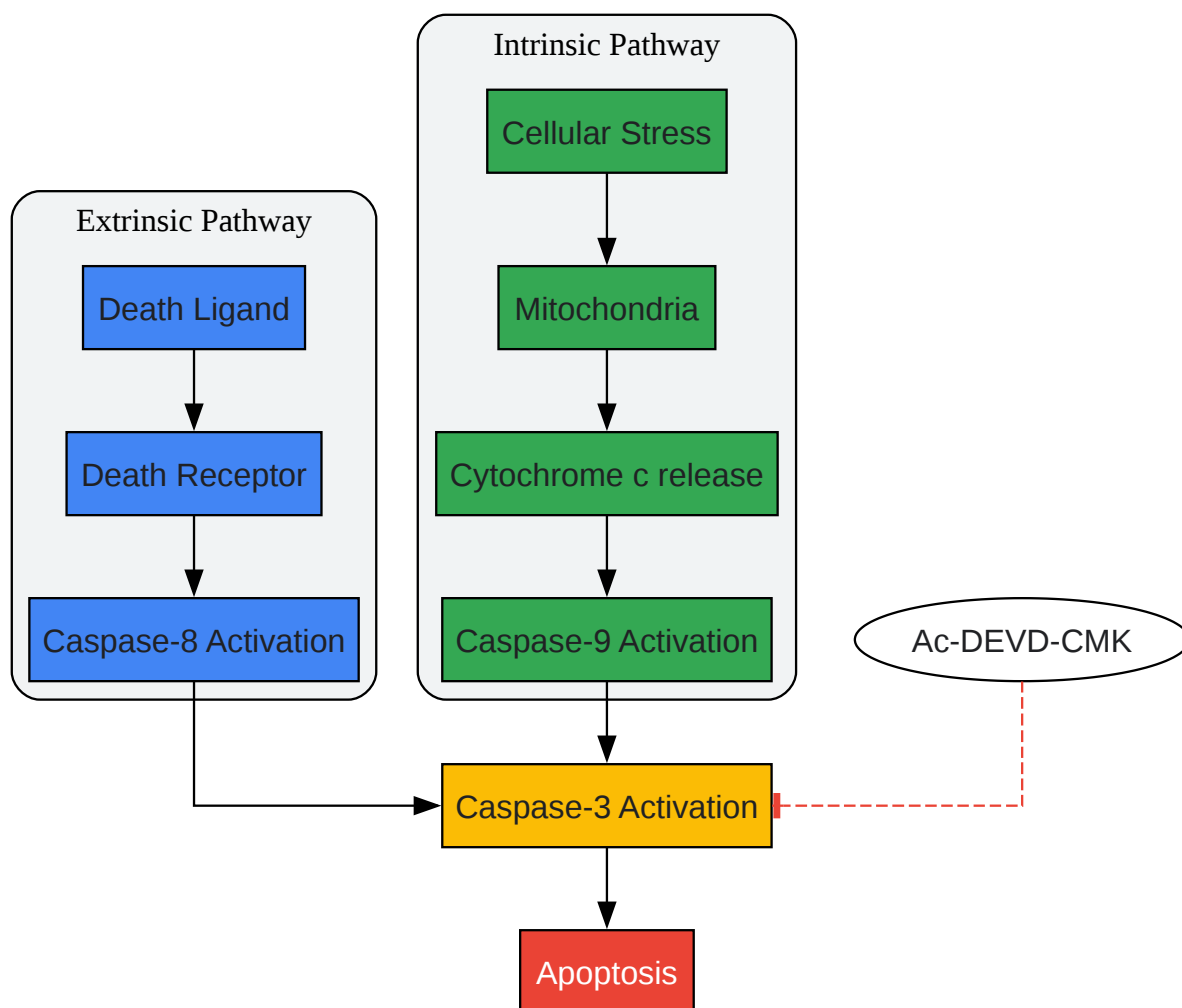 Intrinsic Pathway
Cellular Stress
Extrinsic Pathway
Death Ligand
Mitochondria
Death Receptor
Cytochrome c release
Caspase-8 Activation
Caspase-9 Activation
Ac-DEVD-CMK
Caspase-3 Activation
Apoptosis